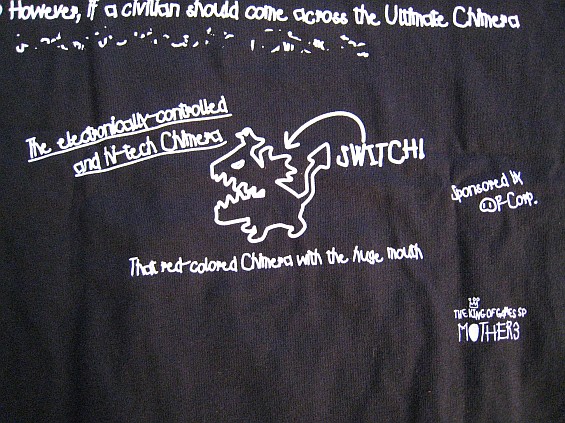 However, if a civilian should come across the Ultimate Chimera
The electronically-controlled
and hi-tech Chimera
SWITCH!
That red-colored Chimera with the huge mouth
Sponsored by
P-Corp.
THE KING OF GAMES SP
MOTHER3